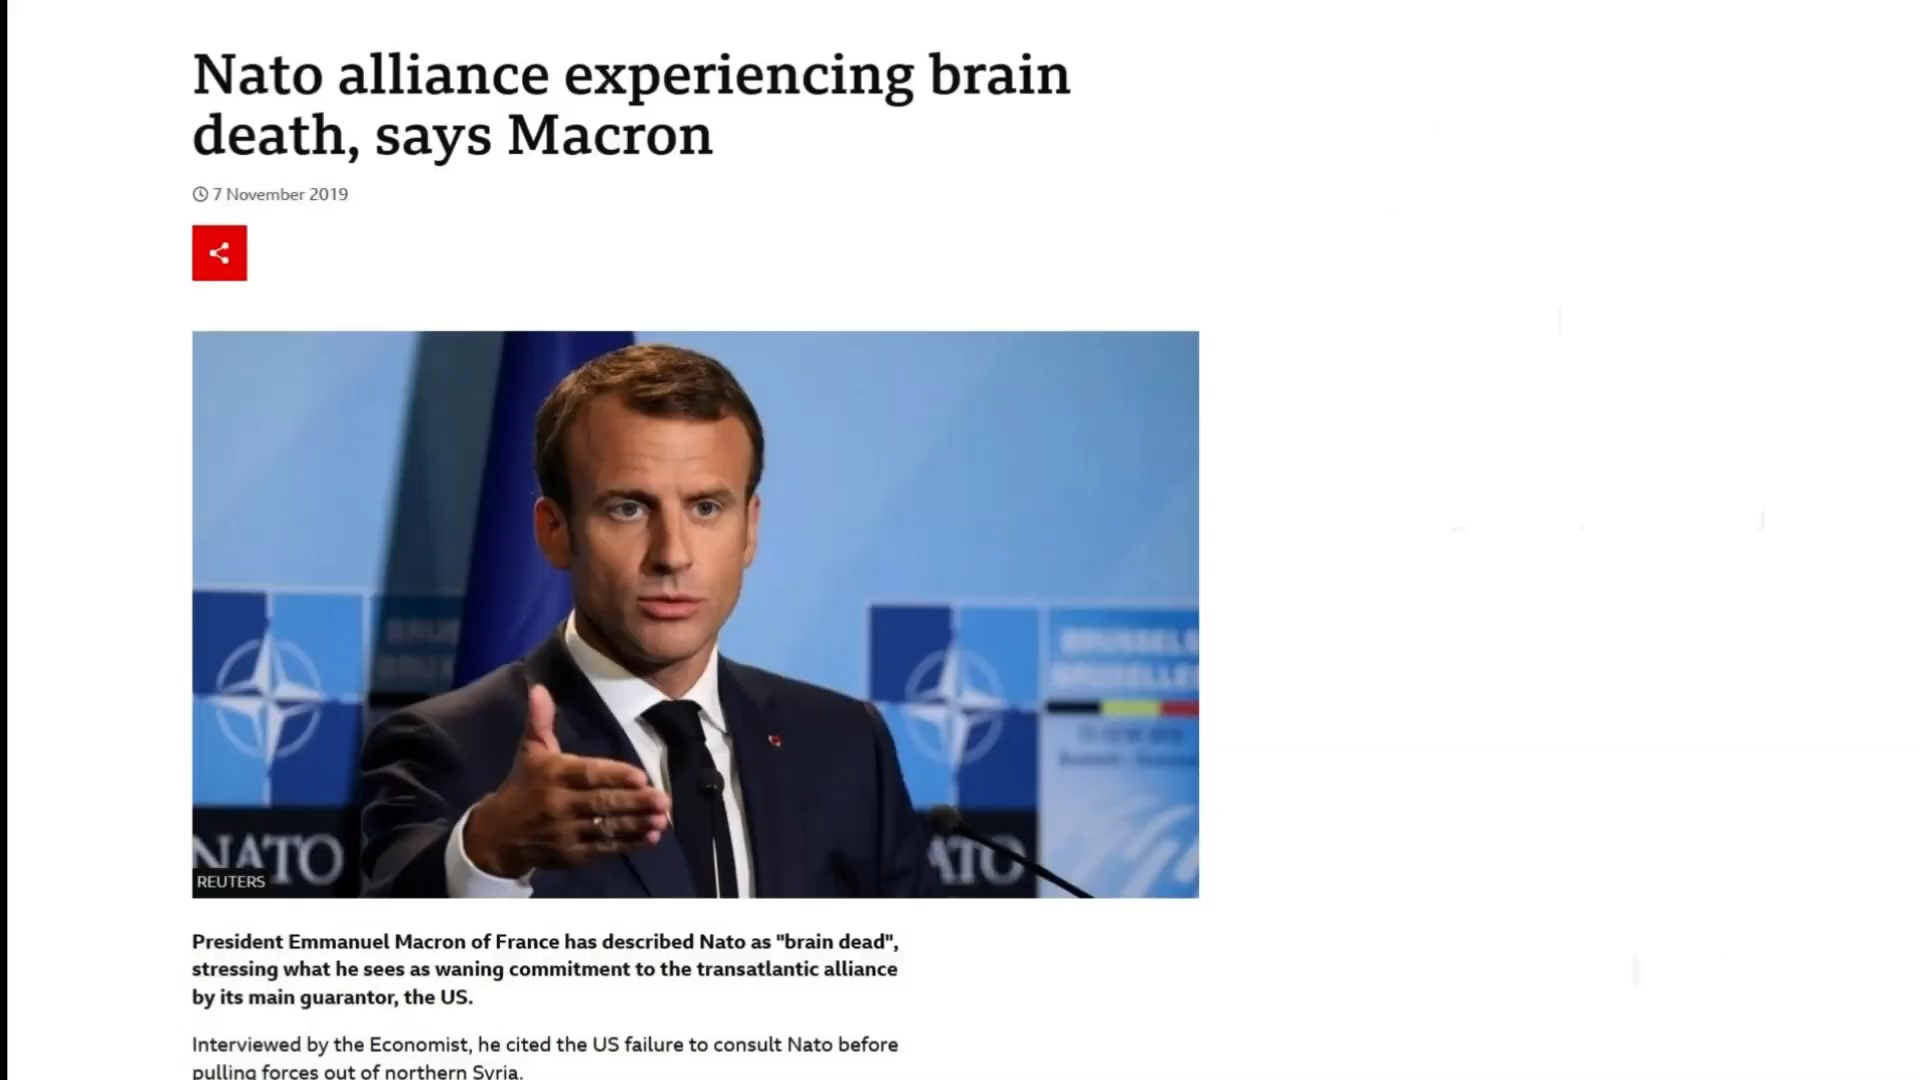 Nato alliance experiencing brain
death, says Macron
7 November 2019
BRUSSELS
BRUXELLES
NATO
REUTERS
President Emmanuel Macron of France has described Nato as "brain dead",
stressing what he sees as waning commitment to the transatlantic alliance
by its main guarantor, the US.
Interviewed by the Economist, he cited the US failure to consult Nato before
pulling forces out of northern Syria.